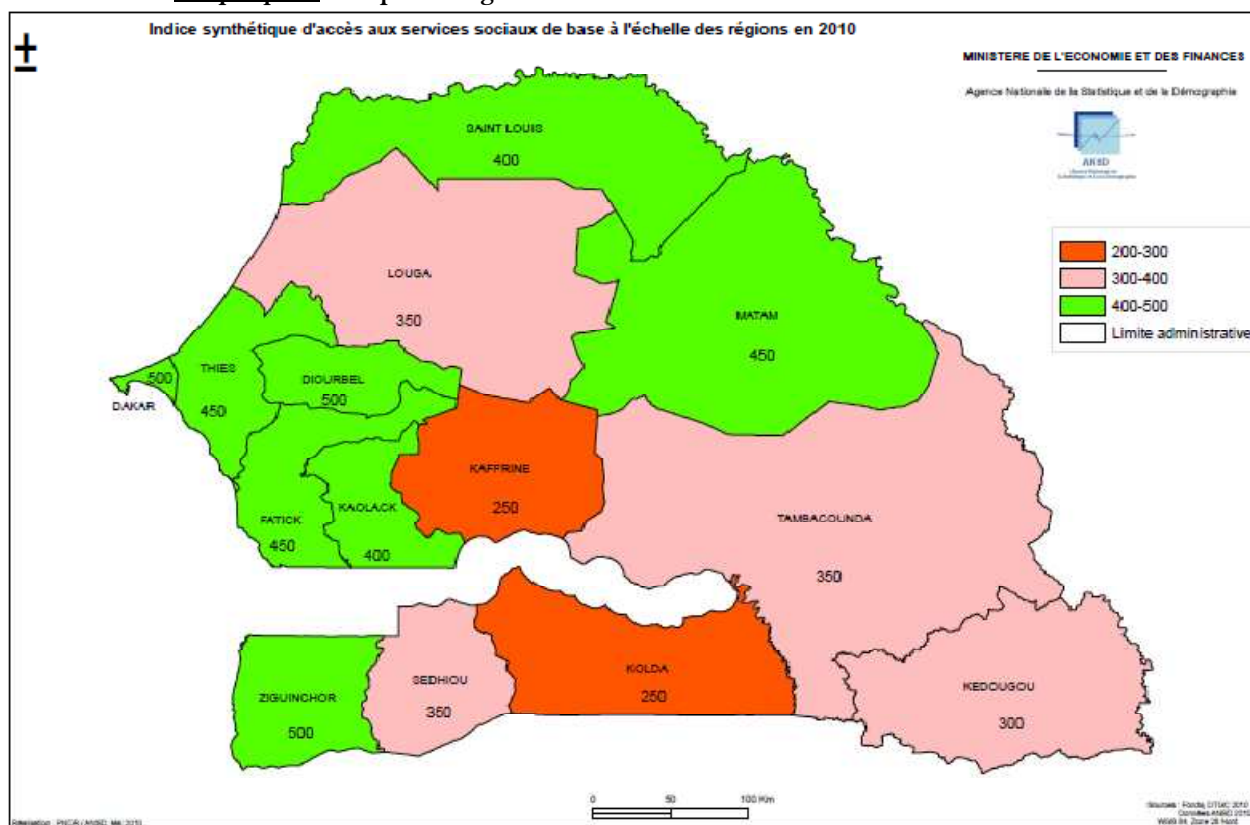 Indice synthétique d'accès aux services sociaux de base à l'échelle des régions en 2010
MINISTERE DE L'ECONOMIE ET DES FINANCES
Agence Nationale de la Statistique et de la Démographie
ANSD
SAINT LOUIS
400
LOUGA
350
MATAM
450
THIES
450
DIOURBEL
500
500
DAKAR
KAFFRINE
250
FATICK
450
KAOLACK
400
TAMBACOUNDA
350
ZIGUINCHOR
500
SEDHIOU
350
KOLDA
250
KEDOUGOU
300
200-300
300-400
400-500
Limite administrative
0 50 100 Km